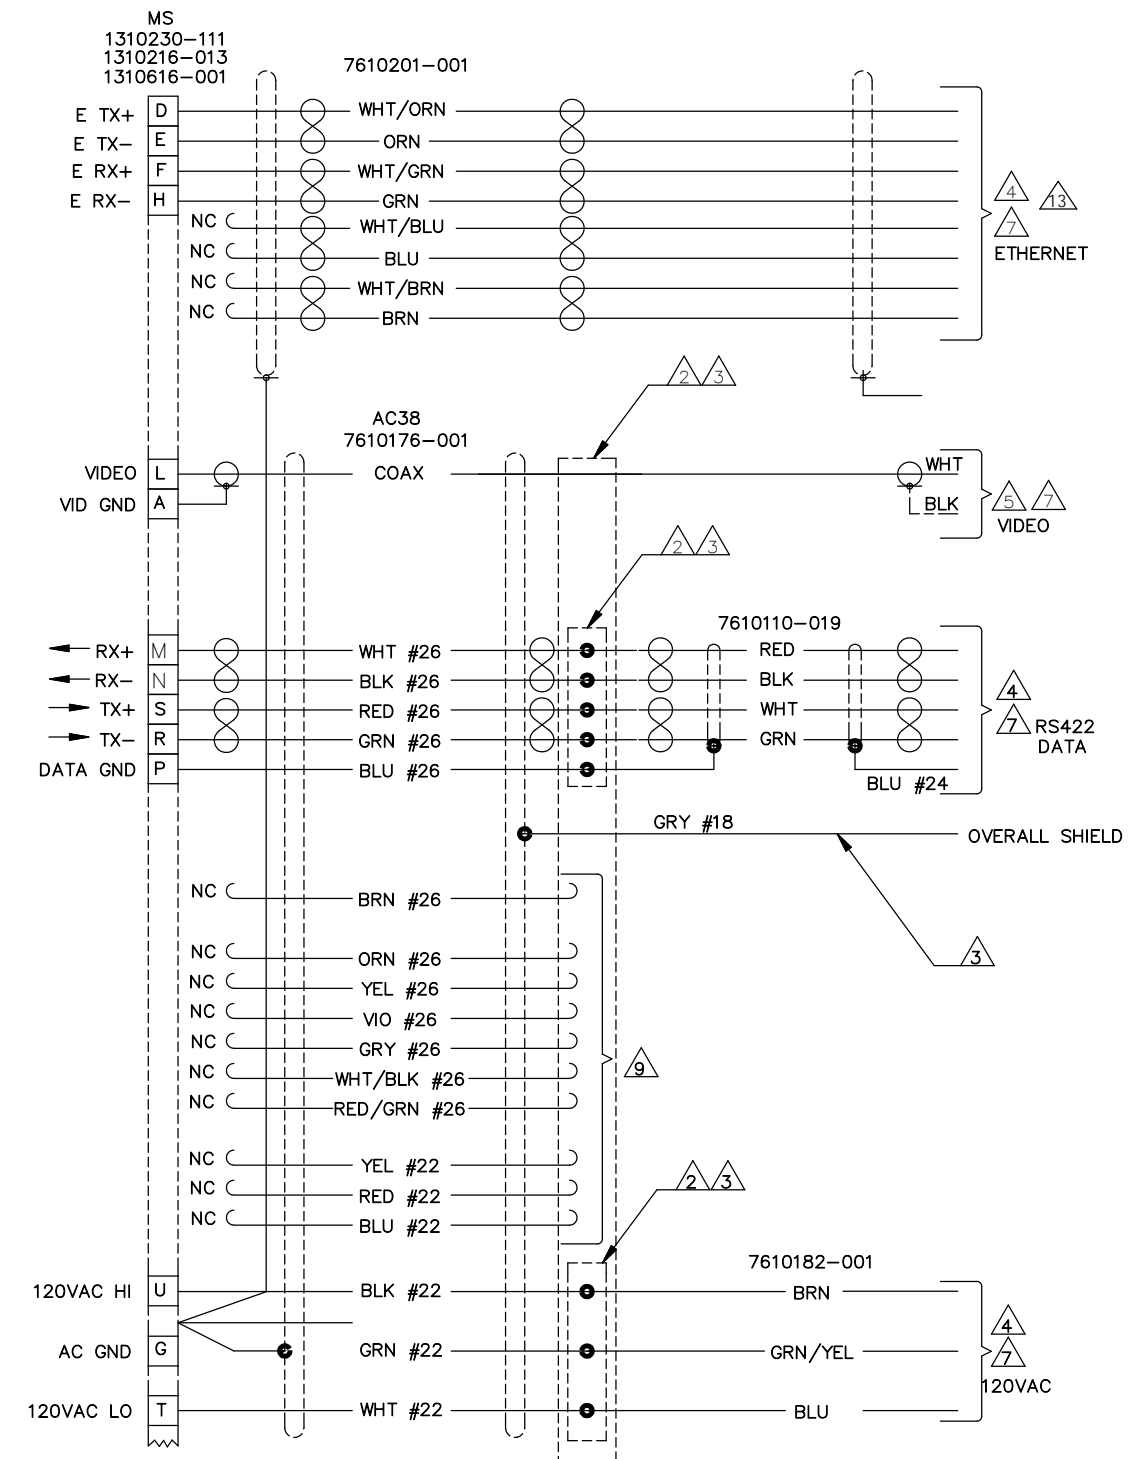 MS
1310230-111
1310216-013
1310616-001
7610201-001
E TX+ D WHT/ORN
E TX- E ORN
E RX+ F WHT/GRN
E RX- H GRN
NC WHT/BLU
NC BLU
NC WHT/BRN
NC BRN
4 13
7
ETHERNET
2 3
AC38
7610176-001
VIDEO L COAX WHT
VID GND A BLK
5 7
VIDEO
2 3
7610110-019
RX+ M WHT #26 RED
RX- N BLK #26 BLK
TX+ S RED #26 WHT
TX- R GRN #26 GRN
DATA GND P BLU #26
BLU #24
4
7 RS422
DATA
GRY #18
OVERALL SHIELD
3
NC BRN #26
NC ORN #26
NC YEL #26
NC VIO #26
NC GRY #26
NC WHT/BLK #26
NC RED/GRN #26
9
NC YEL #22
NC RED #22
NC BLU #22
2 3
7610182-001
120VAC HI U BLK #22 BRN
AC GND G GRN #22 GRN/YEL
120VAC LO T WHT #22 BLU
4
7
120VAC